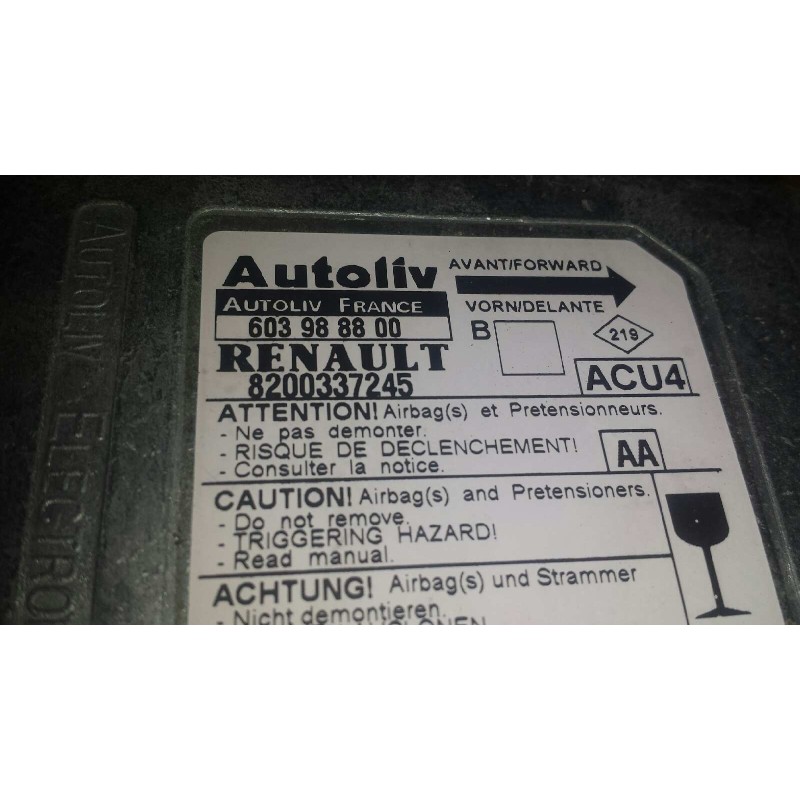 AUTOLIV ELECTRO
Autoliv
AVANT/FORWARD
AUTOLIV FRANCE
VORN/DELANTE
603 98 88 00
B
219
RENAULT
8200337245
ACU4
ATTENTION! Airbag(s) et Pretensionneurs.
- Ne pas demonter.
- RISQUE DE DECLENCHEMENT!
- Consulter la notice.
AA
CAUTION! Airbag(s) and Pretensioners.
- Do not remove.
- TRIGGERING HAZARD!
- Read manual.
ACHTUNG! Airbag(s) und Strammer
- Nicht demontieren.